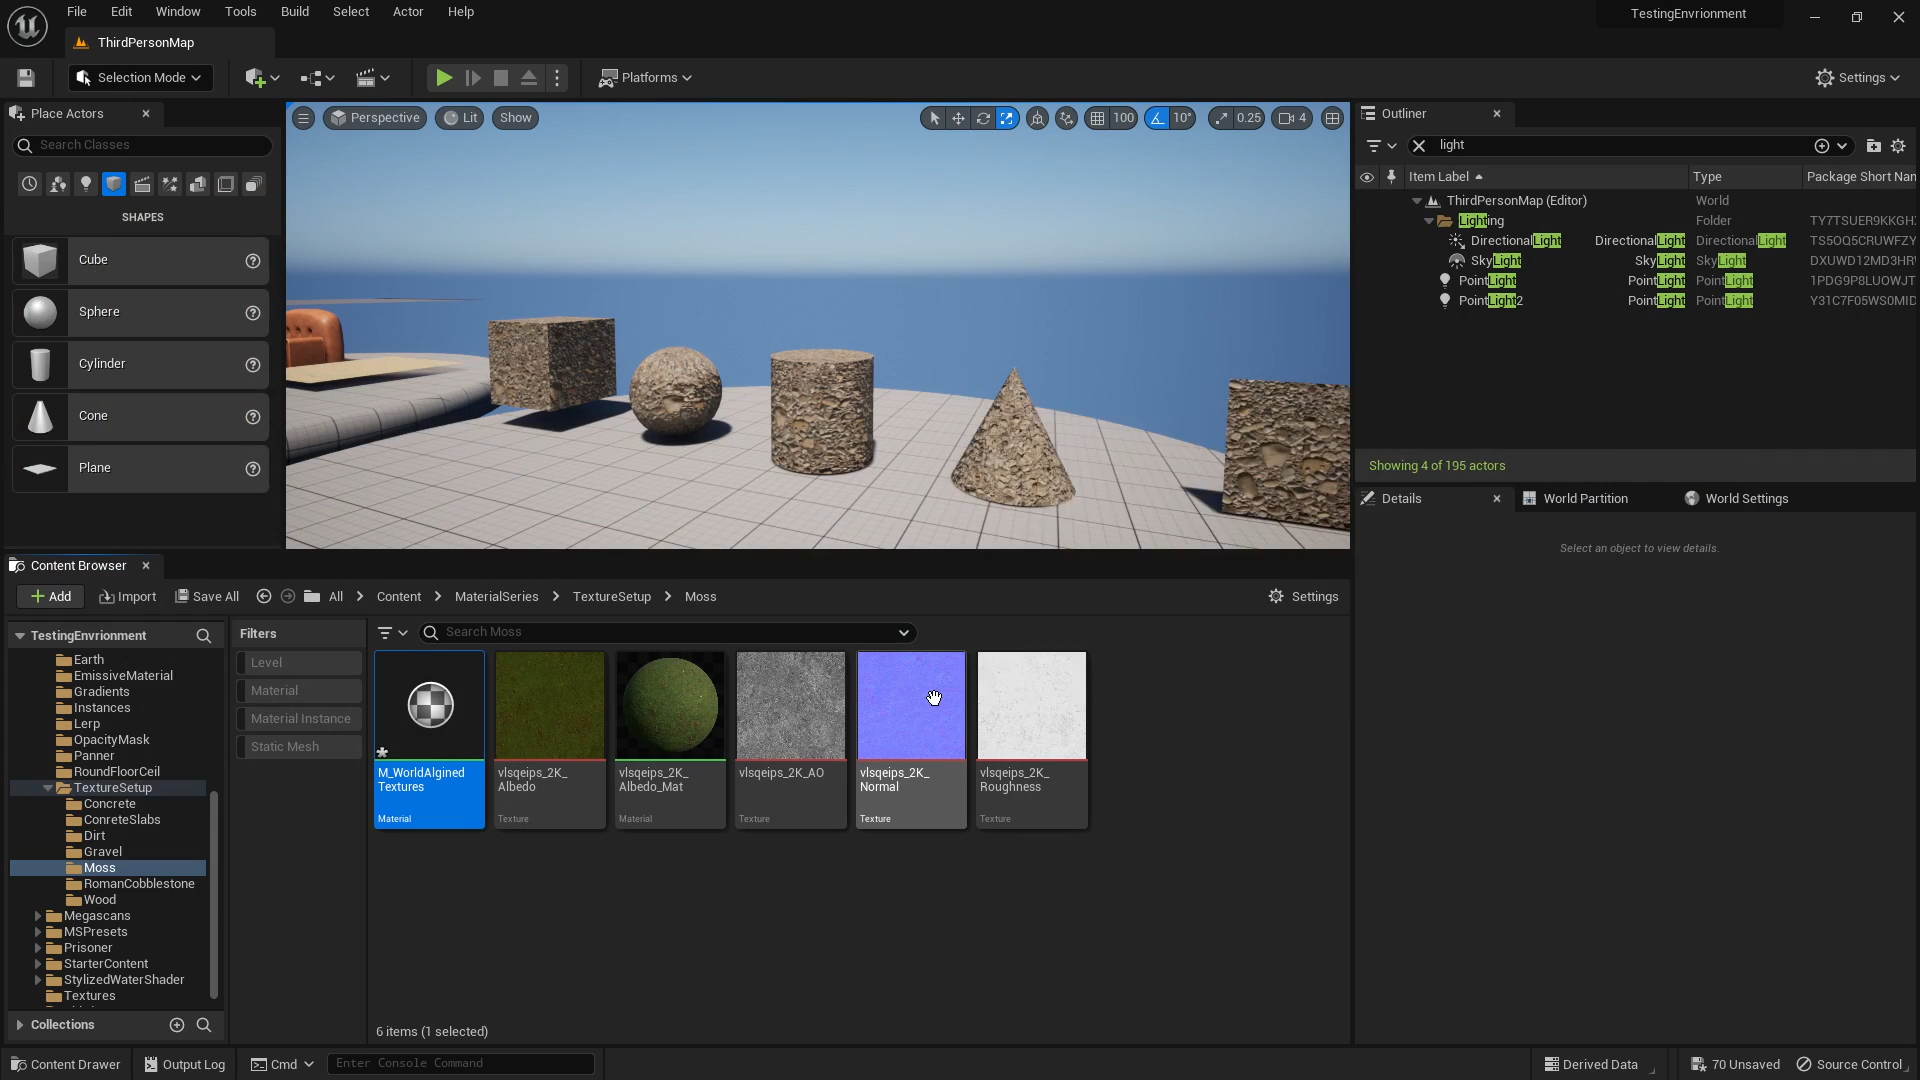 File Edit Window Tools Build Select Actor Help
TestingEnvrionment
ThirdPersonMap
Selection Mode
Platforms
Settings
Place Actors
Search Classes
SHAPES
Cube
Sphere
Cylinder
Cone
Plane
Perspective
Lit
Show
100
10°
0.25
4
Outliner
light
Item Label
Type
Package Short Nan
ThirdPersonMap (Editor) World
Lighting Folder
DirectionalLight DirectionalLight DirectionalLight
SkyLight SkyLight SkyLight
PointLight PointLight PointLight
PointLight2 PointLight PointLight
Showing 4 of 195 actors
Details
World Partition
World Settings
Select an object to view details.
Content Browser
Add
Import
Save All
All
Content
MaterialSeries
TextureSetup
Moss
Settings
TestingEnvrionment
Earth
EmissiveMaterial
Gradients
Instances
Lerp
OpacityMask
Panner
RoundFloorCeil
TextureSetup
Concrete
ConreteSlabs
Dirt
Gravel
Moss
RomanCobblestone
Wood
Megascans
MSPresets
Prisoner
StarterContent
StylizedWaterShader
Textures
Collections
Filters
Level
Material
Material Instance
Static Mesh
Search Moss
M_WorldAlgined
Textures
Material
vlsqeips_2K_
Albedo
Texture
vlsqeips_2K_
Albedo_Mat
Material
vlsqeips_2K_AO
Texture
vlsqeips_2K_
Normal
Texture
vlsqeips_2K_
Roughness
Texture
6 items (1 selected)
Content Drawer
Output Log
Cmd
Enter Console Command
Derived Data
70 Unsaved
Source Control